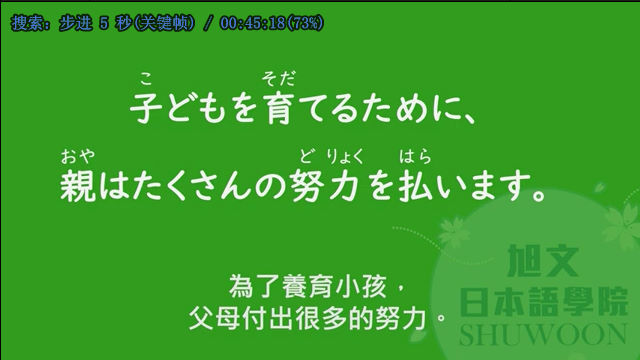 搜索: 步进 5 秒(关键帧) / 00:45:18(73%)
こ そだ
子どもを育てるために、
おや ど りょく はら
親はたくさんの努力を払います。
為了養育小孩，
父母付出很多的努力。
旭文
日本語學院
SHUWOON